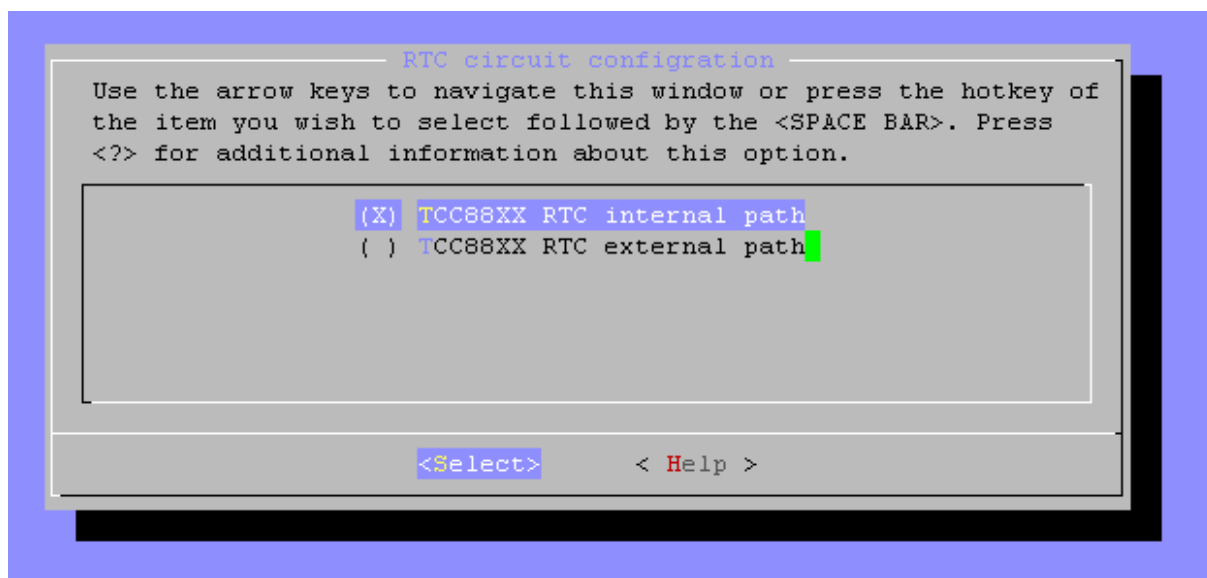 RTC circuit configration
Use the arrow keys to navigate this window or press the hotkey of
the item you wish to select followed by the <SPACE BAR>. Press
<?> for additional information about this option.
(X) TCC88XX RTC internal path
( ) TCC88XX RTC external path
<Select> < Help >